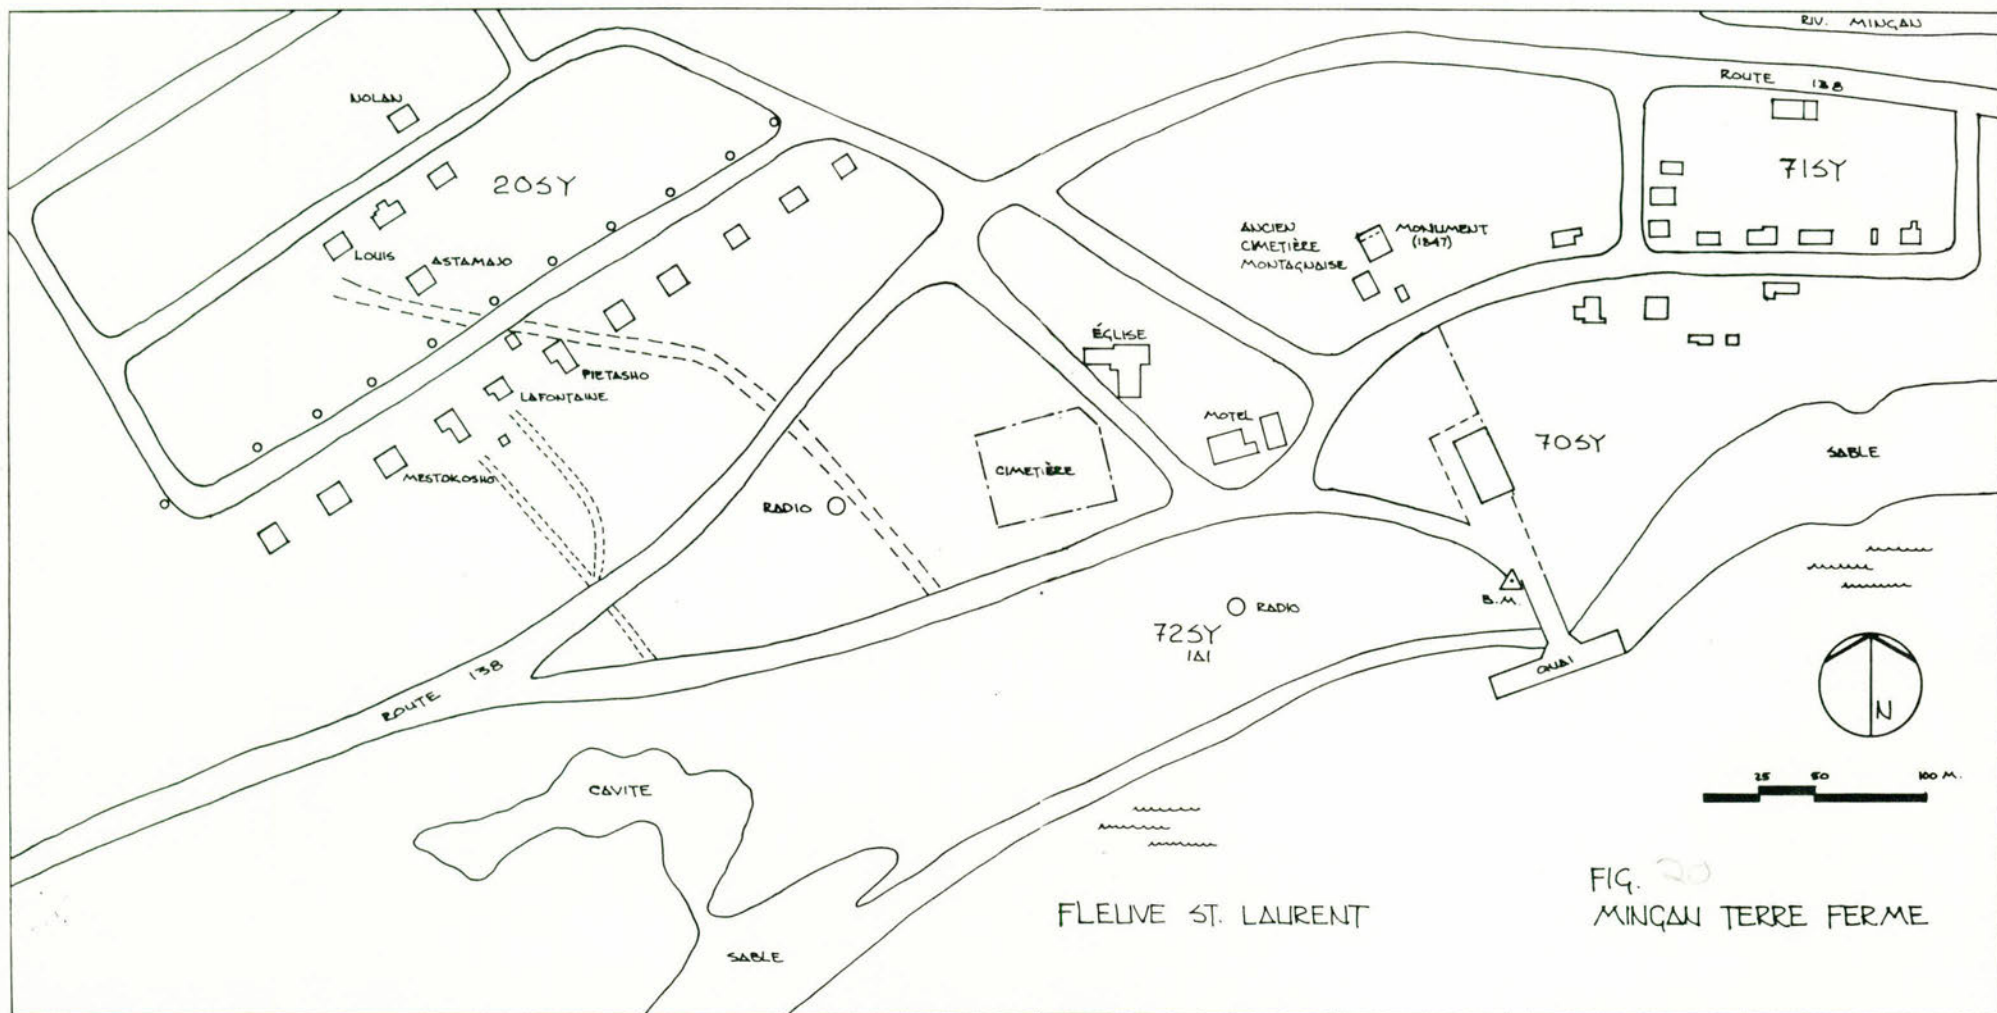 RIV. MINGAN
ROUTE 138
NOLAN
20SY
71SY
LOUIS
ASTAMAJO
ANCIEN
CIMETIÈRE
MONTAGNAISE
MONUMENT
(1847)
ÉGLISE
PIETASHO
LAFONTAINE
MOTEL
70SY
SABLE
MESTOKOSHO
CIMETIÈRE
RADIO
B.M.
RADIO
72SY
1A1
QUAI
ROUTE 138
N
CAVITE
25 50 100 M.
FIG. 20
MINGAN TERRE FERME
FLEUVE ST. LAURENT
SABLE